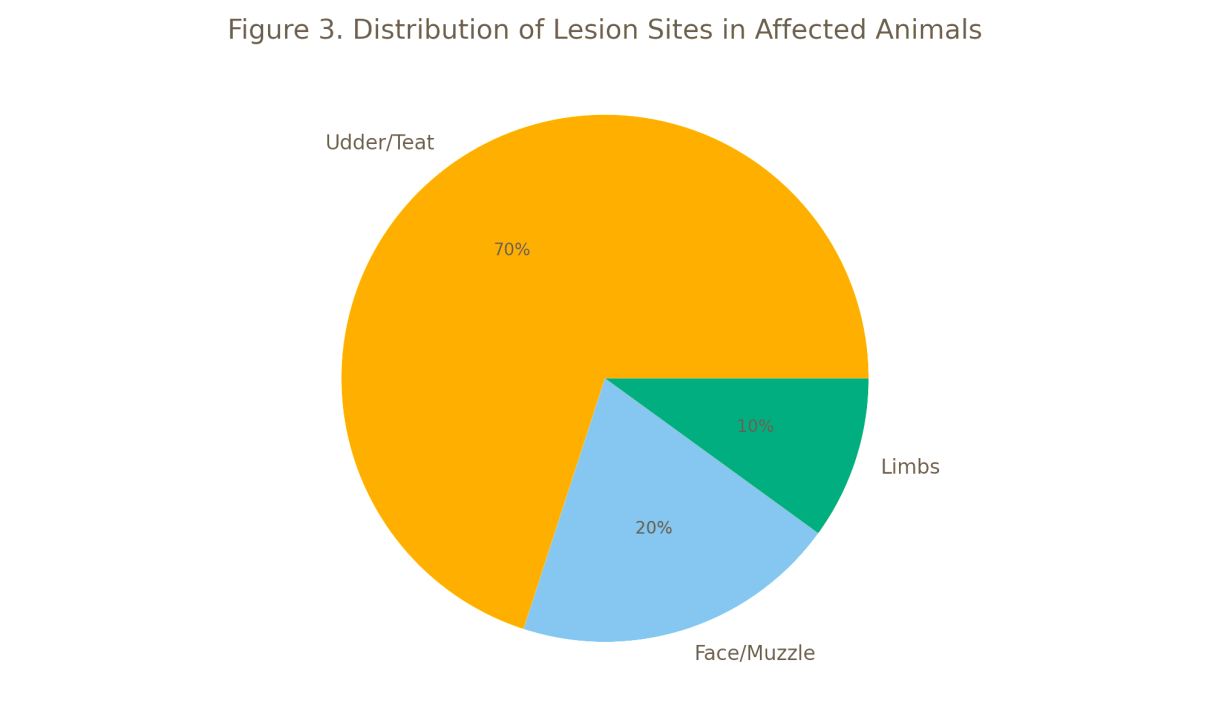 Figure 3. Distribution of Lesion Sites in Affected Animals
Udder/Teat
70%
10%
Limbs
20%
Face/Muzzle